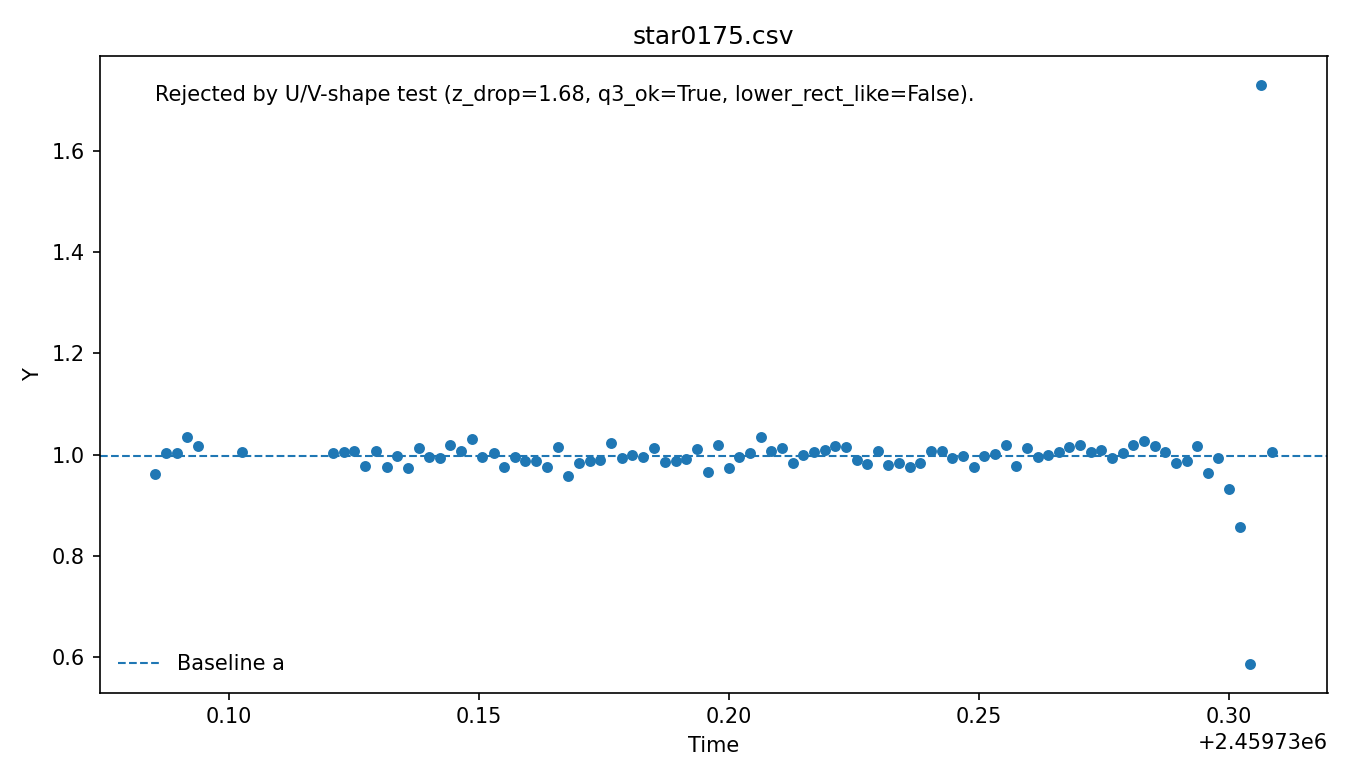 star0175.csv
Rejected by U/V-shape test (z_drop=1.68, q3_ok=True, lower_rect_like=False).
1.6
1.4
1.2
1.0
0.8
0.6
Y
Baseline a
0.10 0.15 0.20 0.25 0.30
+2.45973e6
Time